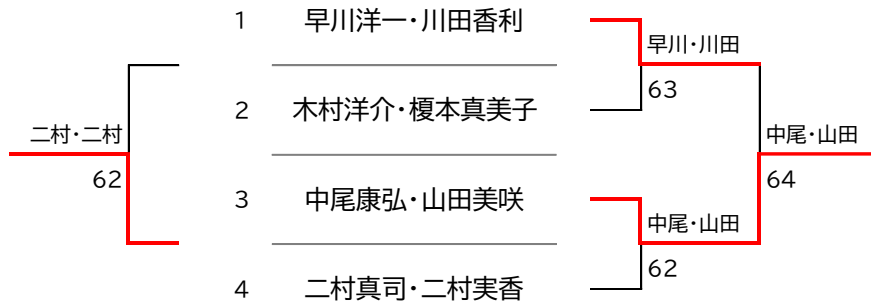 1 早川洋一・川田香利
早川・川田
63
2 木村洋介・榎本真美子
二村・二村
62
中尾・山田
64
3 中尾康弘・山田美咲
中尾・山田
62
4 二村真司・二村実香